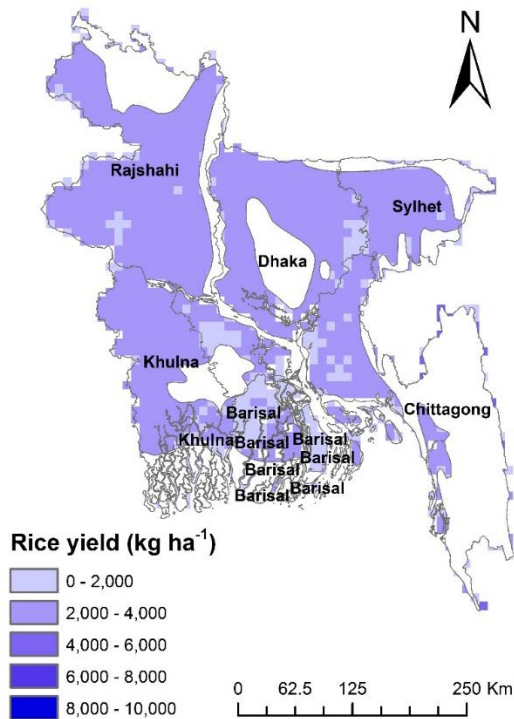 N
Rajshahi
Sylhet
Dhaka
Khulna
Chittagong
Barisal
Khulna Barisal Barisal
Barisal
Barisal
Barisal Barisal
Rice yield (kg ha⁻¹)
0 - 2,000
2,000 - 4,000
4,000 - 6,000
6,000 - 8,000
8,000 - 10,000
0 62.5 125 250 Km